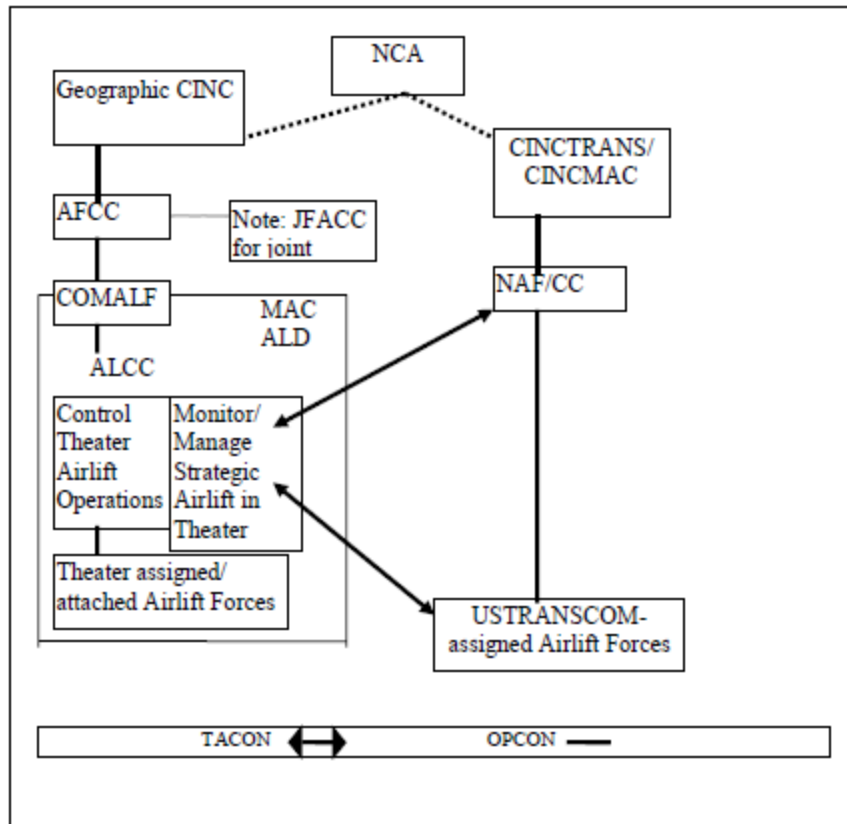 NCA
Geographic CINC
CINCTRANS/
CINCMAC
AFCC
Note: JFACC
for joint
NAF/CC
COMALF
MAC
ALD
ALCC
Control
Theater
Airlift
Operations
Monitor/
Manage
Strategic
Airlift in
Theater
Theater assigned/
attached Airlift Forces
USTRANSCOM-
assigned Airlift Forces
TACON
OPCON